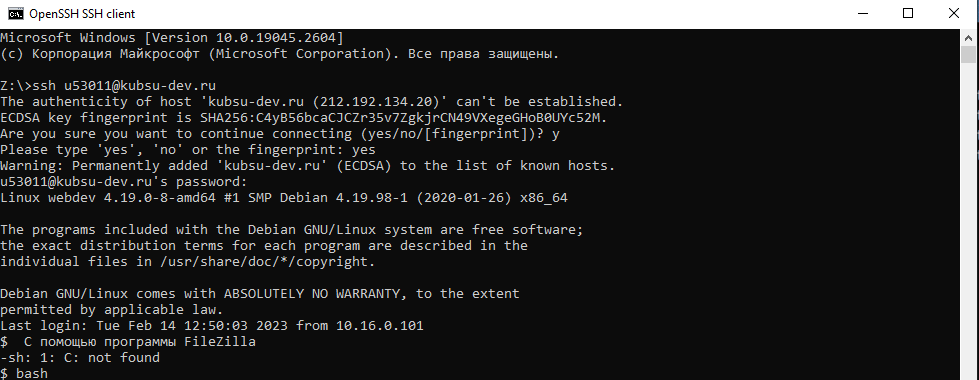 OpenSSH SSH client
Microsoft Windows [Version 10.0.19045.2604]
(c) Корпорация Майкрософт (Microsoft Corporation). Все права защищены.
Z:\>ssh u53011@kubsu-dev.ru
The authenticity of host 'kubsu-dev.ru (212.192.134.20)' can't be established.
ECDSA key fingerprint is SHA256:C4yB56bcaCJCZr35v7ZgkjrCN49VXegeGHoB0UYc52M.
Are you sure you want to continue connecting (yes/no/[fingerprint])? y
Please type 'yes', 'no' or the fingerprint: yes
Warning: Permanently added 'kubsu-dev.ru' (ECDSA) to the list of known hosts.
u53011@kubsu-dev.ru's password:
Linux webdev 4.19.0-8-amd64 #1 SMP Debian 4.19.98-1 (2020-01-26) x86_64
The programs included with the Debian GNU/Linux system are free software;
the exact distribution terms for each program are described in the
individual files in /usr/share/doc/*/copyright.
Debian GNU/Linux comes with ABSOLUTELY NO WARRANTY, to the extent
permitted by applicable law.
Last login: Tue Feb 14 12:50:03 2023 from 10.16.0.101
$  С помощью программы FileZilla
-sh: 1: С: not found
$ bash